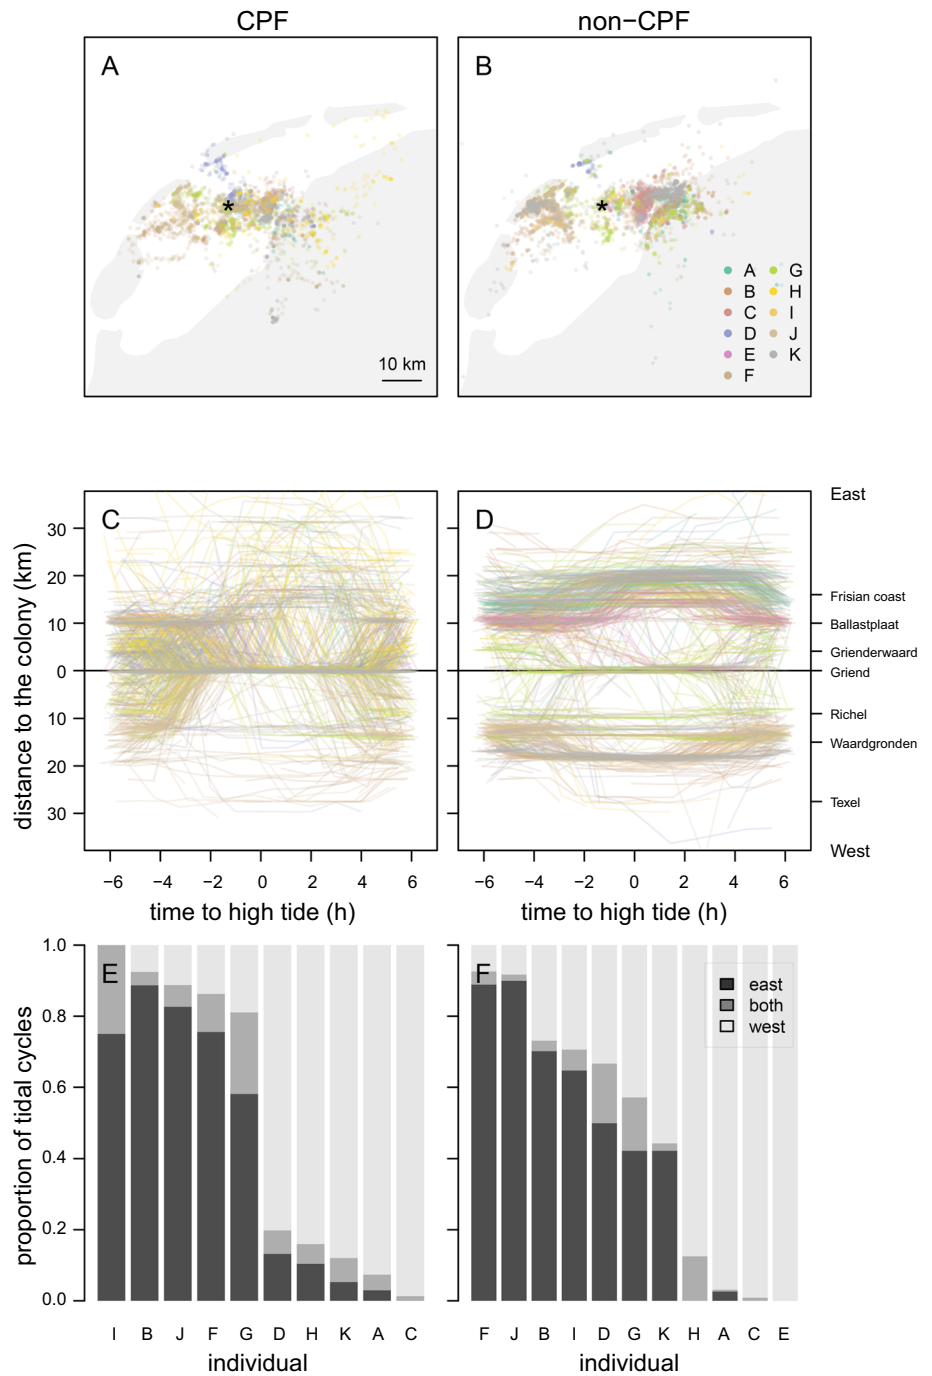 CPF
non−CPF
A
B
A
G
B
H
C
I
D
J
E
K
F
10 km
C
D
distance to the colony (km)
30
20
10
0
10
20
30
East
Frisian coast
Ballastplaat
Grienderwaard
Griend
Richel
Waardgronden
Texel
West
−6 −4 −2 0 2 4 6
−6 −4 −2 0 2 4 6
time to high tide (h)
time to high tide (h)
E
F
proportion of tidal cycles
1.0
0.8
0.6
0.4
0.2
0.0
east
both
west
I B J F G D H K A C
F J B I D G K H A C E
individual
individual